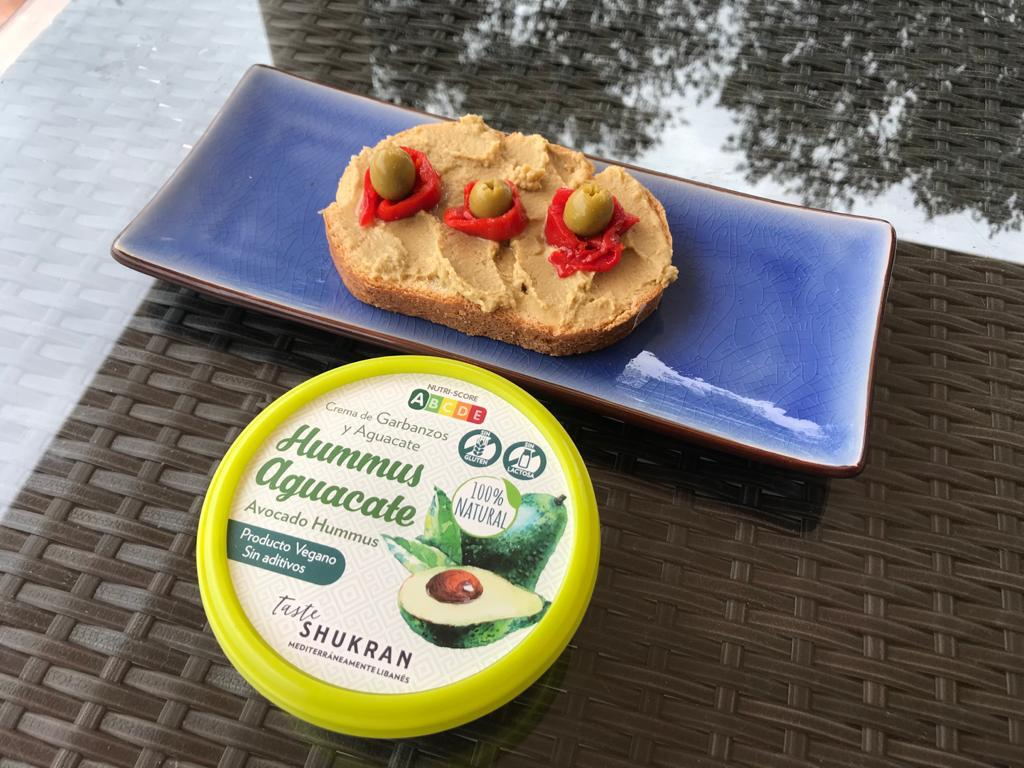 NUTRI-SCORE
A B C D E
Crema de Garbanzos
y Aguacate
Hummus
aguacate
Avocado Hummus
SIN
GLUTEN
SIN
LACTOSA
100%
NATURAL
Producto Vegano
Sin aditivos
Taste
SHUKRAN
MEDITERRÁNEAMENTE LIBANÉS